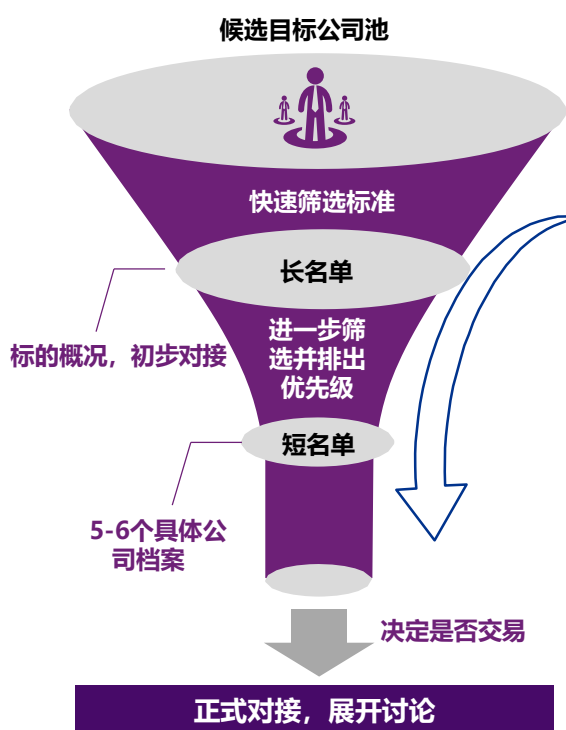 候选目标公司池
快速筛选标准
长名单
标的概况，初步对接
进一步筛
选并排出
优先级
短名单
5-6个具体公
司档案
决定是否交易
正式对接，展开讨论